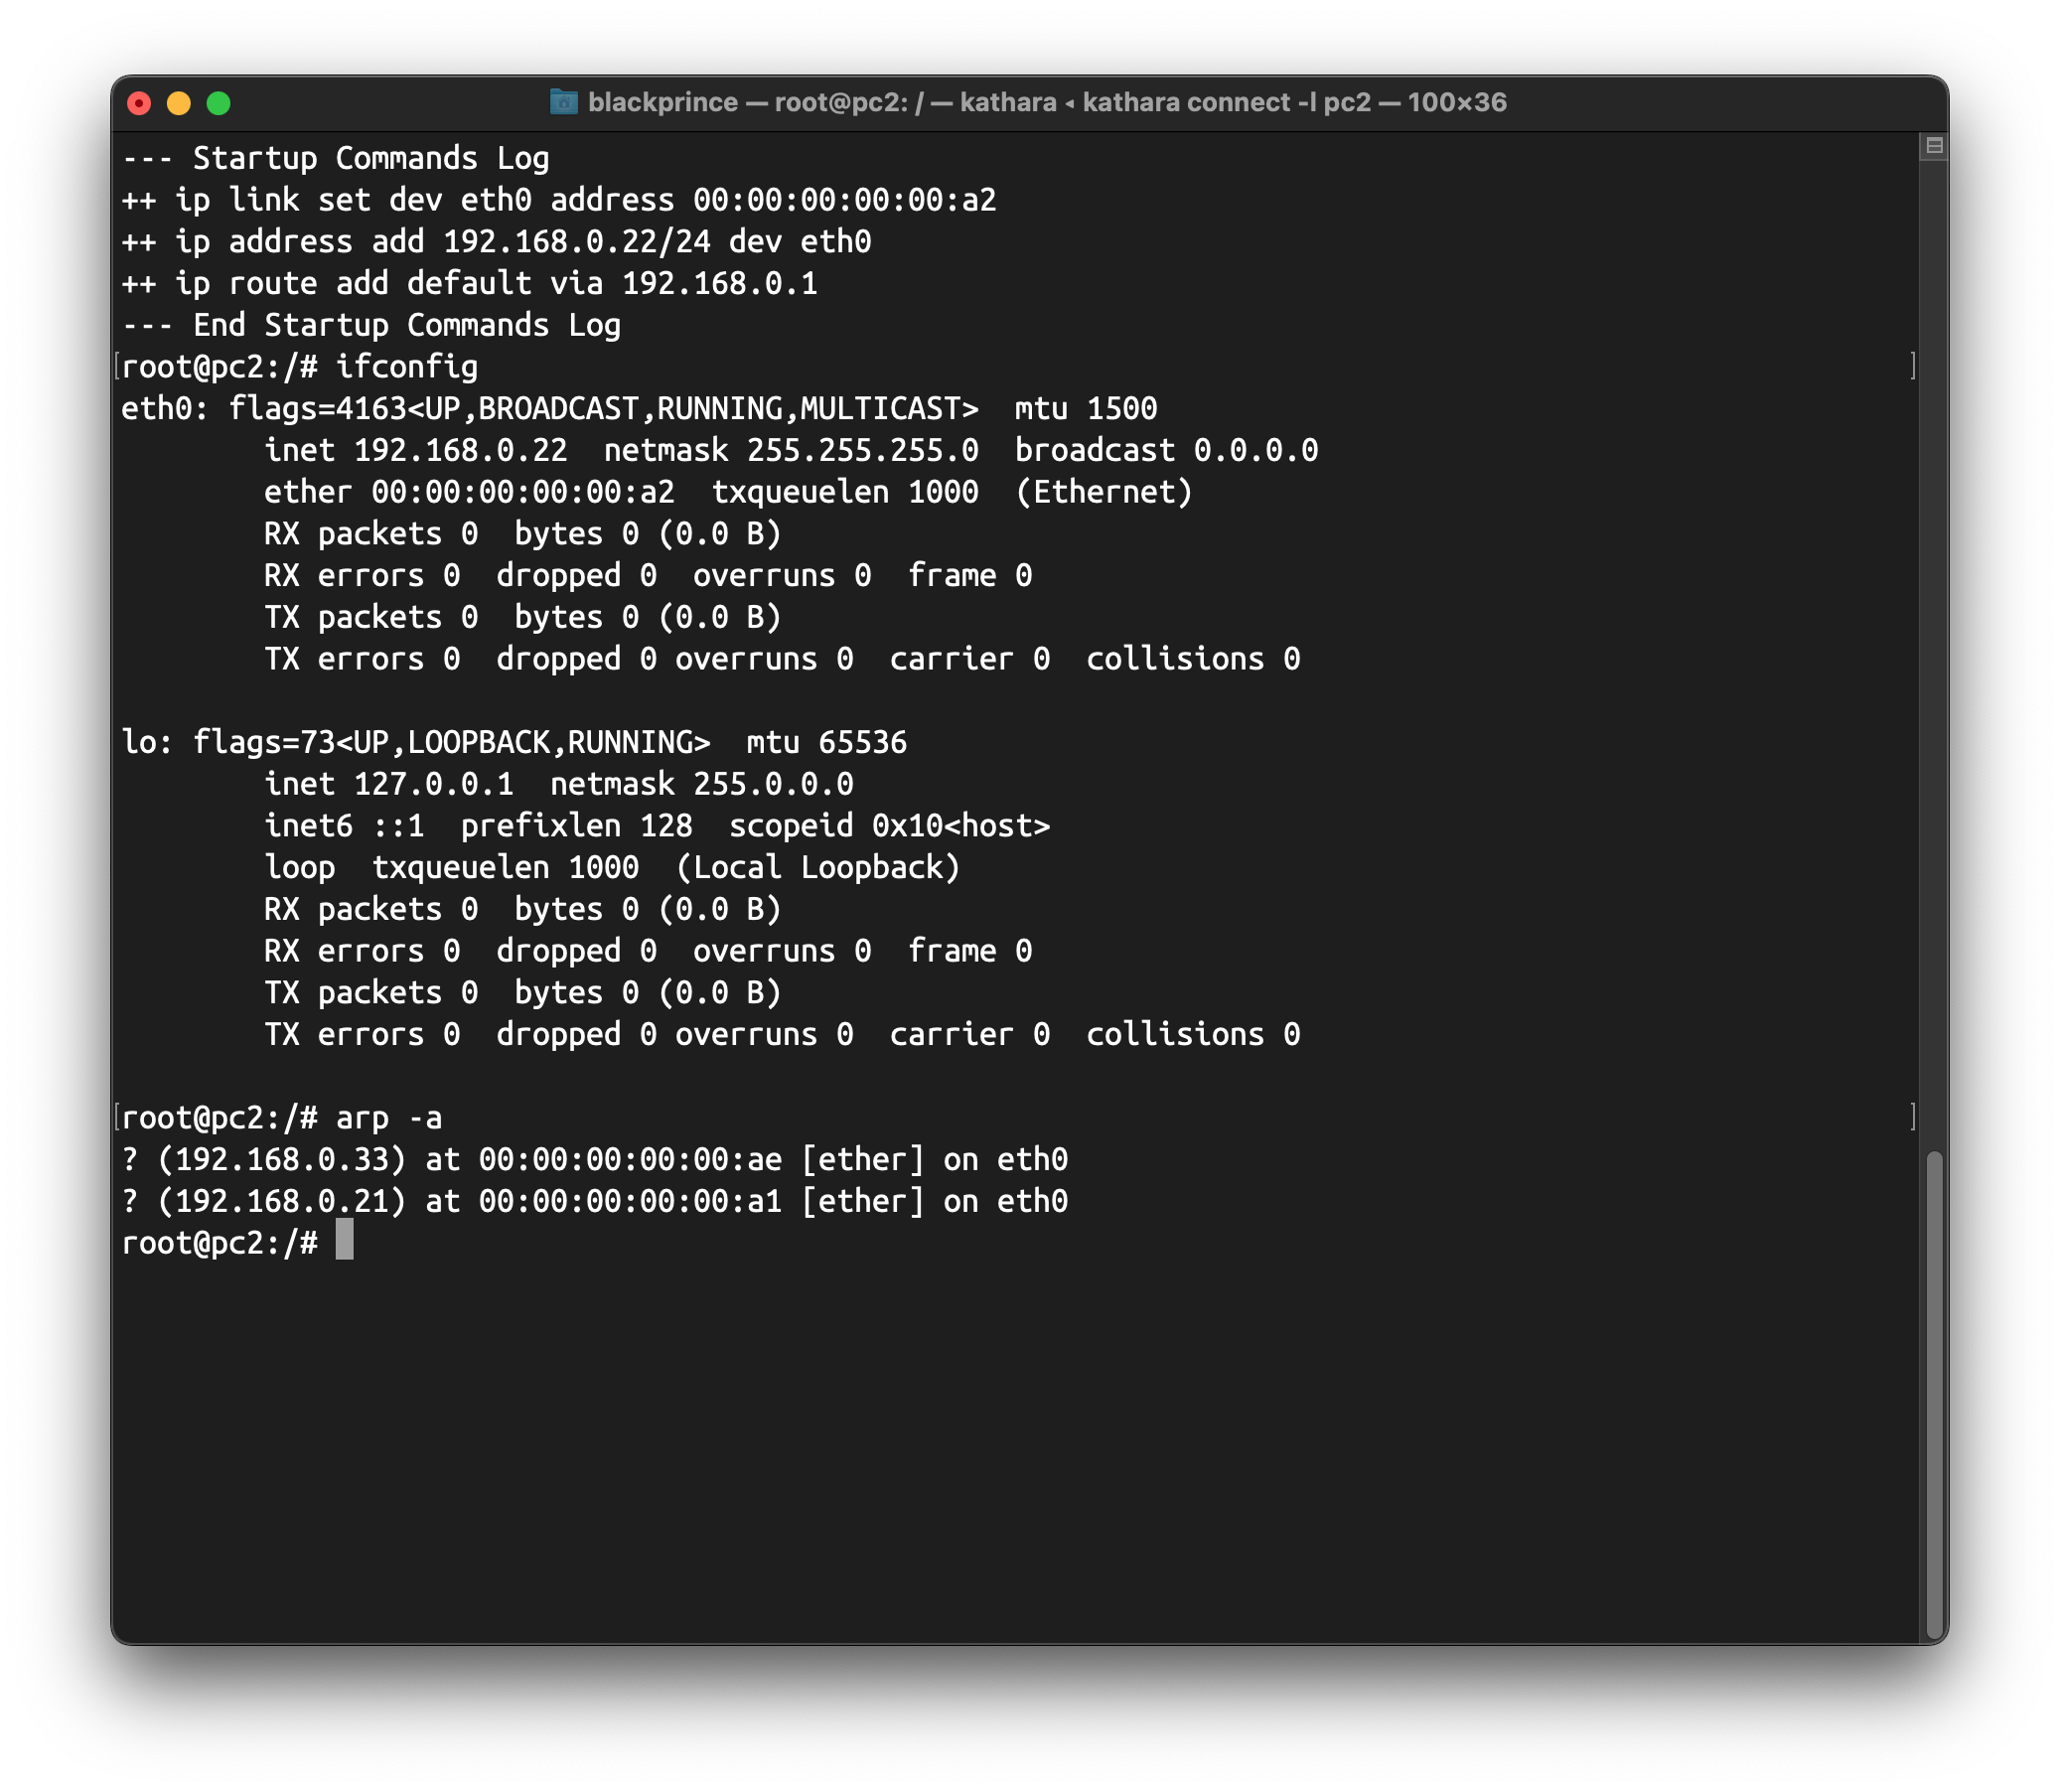 blackprince — root@pc2: / — kathara ◂ kathara connect -l pc2 — 100×36
--- Startup Commands Log
++ ip link set dev eth0 address 00:00:00:00:00:a2
++ ip address add 192.168.0.22/24 dev eth0
++ ip route add default via 192.168.0.1
--- End Startup Commands Log
[root@pc2:/# ifconfig ]
eth0: flags=4163<UP,BROADCAST,RUNNING,MULTICAST>  mtu 1500
        inet 192.168.0.22  netmask 255.255.255.0  broadcast 0.0.0.0
        ether 00:00:00:00:00:a2  txqueuelen 1000  (Ethernet)
        RX packets 0  bytes 0 (0.0 B)
        RX errors 0  dropped 0  overruns 0  frame 0
        TX packets 0  bytes 0 (0.0 B)
        TX errors 0  dropped 0 overruns 0  carrier 0  collisions 0

lo: flags=73<UP,LOOPBACK,RUNNING>  mtu 65536
        inet 127.0.0.1  netmask 255.0.0.0
        inet6 ::1  prefixlen 128  scopeid 0x10<host>
        loop  txqueuelen 1000  (Local Loopback)
        RX packets 0  bytes 0 (0.0 B)
        RX errors 0  dropped 0  overruns 0  frame 0
        TX packets 0  bytes 0 (0.0 B)
        TX errors 0  dropped 0 overruns 0  carrier 0  collisions 0

[root@pc2:/# arp -a ]
? (192.168.0.33) at 00:00:00:00:00:ae [ether] on eth0
? (192.168.0.21) at 00:00:00:00:00:a1 [ether] on eth0
root@pc2:/#